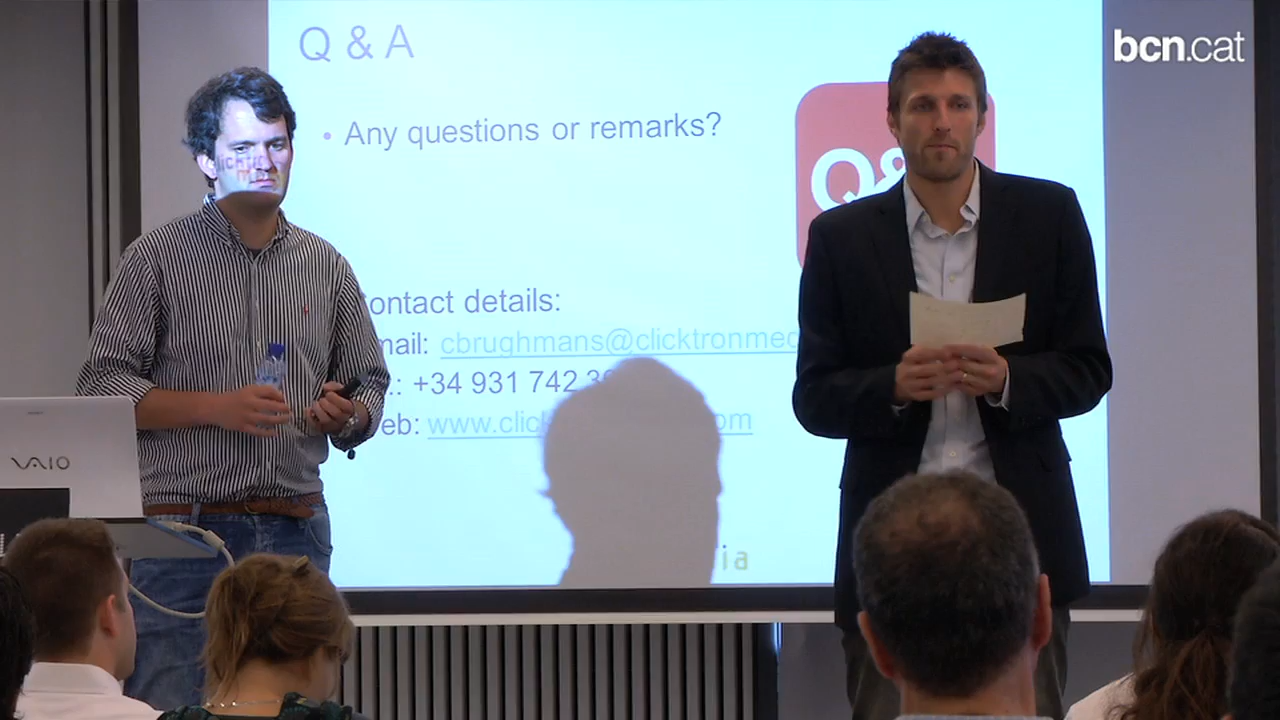 Q & A
bcn.cat
• Any questions or remarks?
Q&
ontact details:
mail: cbrughmans@clicktronmed
.: +34 931 742 3
eb: www.clic om
ia
VAIO